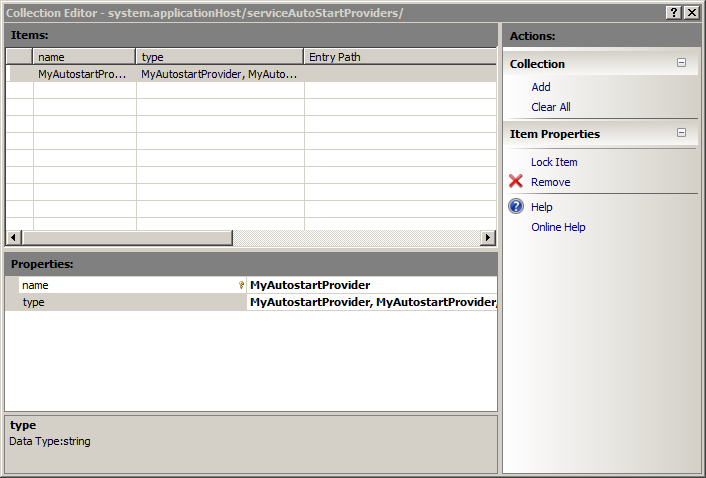 Collection Editor - system.applicationHost/serviceAutoStartProviders/
Items:
name type Entry Path
MyAutostartPro... MyAutostartProvider, MyAuto...
Properties:
name MyAutostartProvider
type MyAutostartProvider, MyAutostartProvider,
type
Data Type:string
Actions:
Collection
Add
Clear All
Item Properties
Lock Item
Remove
Help
Online Help